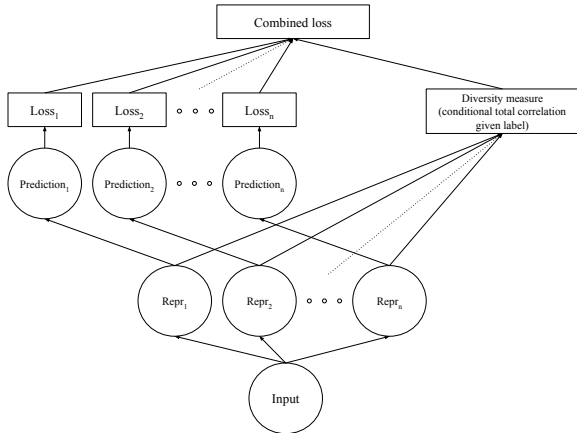 Combined loss
Loss₁
Loss₂
Lossₙ
Diversity measure
(conditional total correlation
given label)
Prediction₁
Prediction₂
Predictionₙ
Repr₁
Repr₂
Reprₙ
Input